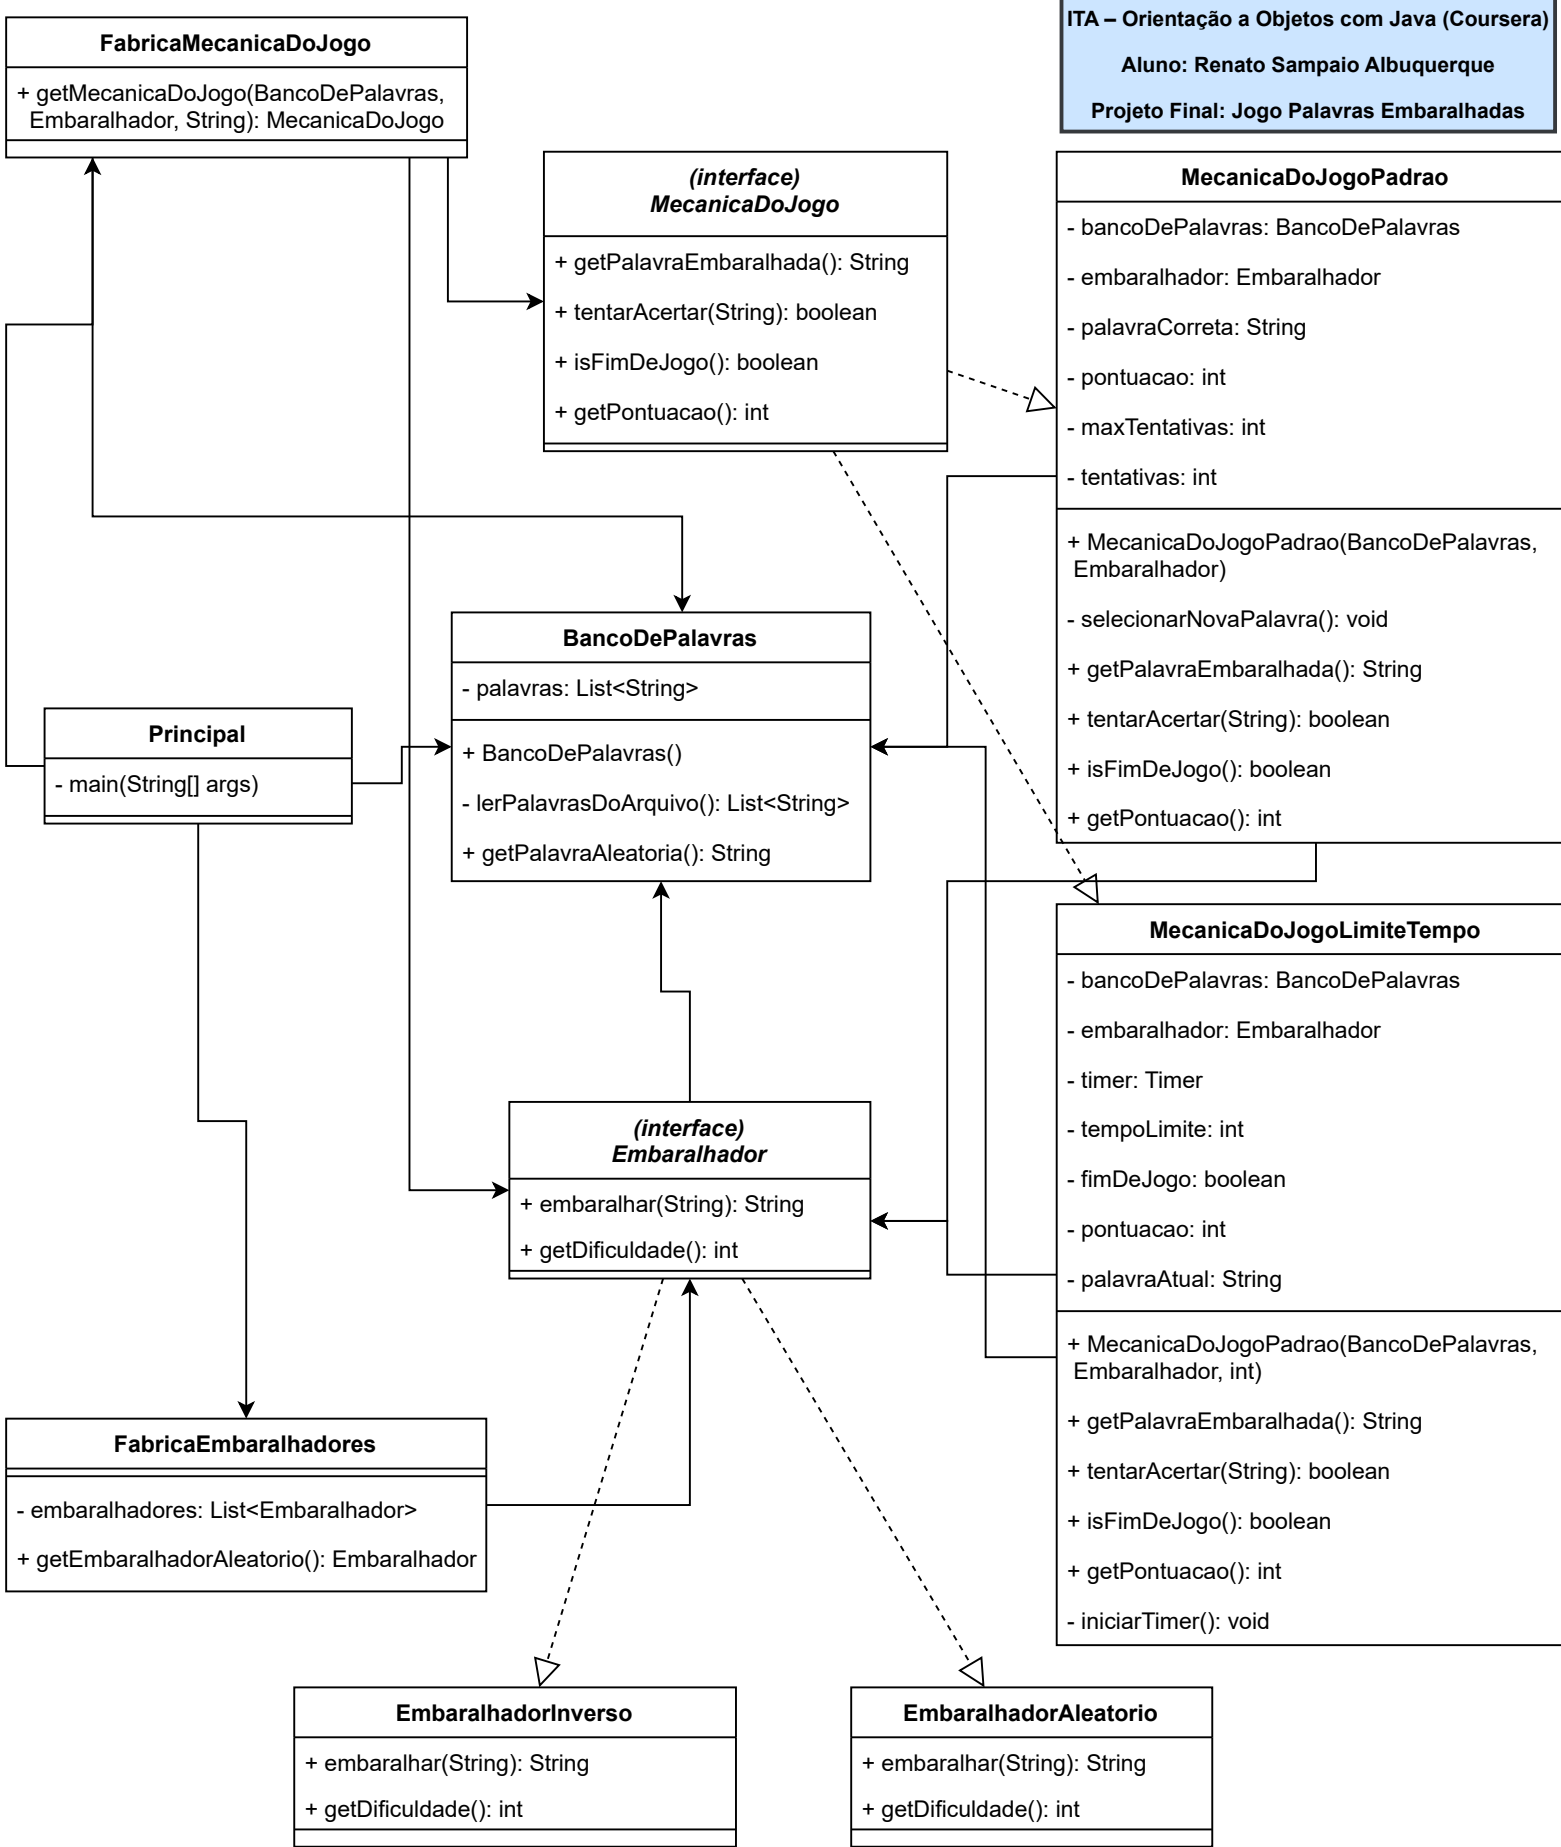 ITA – Orientação a Objetos com Java (Coursera)
Aluno: Renato Sampaio Albuquerque
Projeto Final: Jogo Palavras Embaralhadas
FabricaMecanicaDoJogo
+ getMecanicaDoJogo(BancoDePalavras,
Embaralhador, String): MecanicaDoJogo
(interface)
MecanicaDoJogo
+ getPalavraEmbaralhada(): String
+ tentarAcertar(String): boolean
+ isFimDeJogo(): boolean
+ getPontuacao(): int
MecanicaDoJogoPadrao
- bancoDePalavras: BancoDePalavras
- embaralhador: Embaralhador
- palavraCorreta: String
- pontuacao: int
- maxTentativas: int
- tentativas: int
+ MecanicaDoJogoPadrao(BancoDePalavras,
Embaralhador)
- selecionarNovaPalavra(): void
+ getPalavraEmbaralhada(): String
+ tentarAcertar(String): boolean
+ isFimDeJogo(): boolean
+ getPontuacao(): int
BancoDePalavras
- palavras: List<String>
+ BancoDePalavras()
- lerPalavrasDoArquivo(): List<String>
+ getPalavraAleatoria(): String
Principal
- main(String[] args)
MecanicaDoJogoLimiteTempo
- bancoDePalavras: BancoDePalavras
- embaralhador: Embaralhador
- timer: Timer
- tempoLimite: int
- fimDeJogo: boolean
- pontuacao: int
- palavraAtual: String
+ MecanicaDoJogoPadrao(BancoDePalavras,
Embaralhador, int)
+ getPalavraEmbaralhada(): String
+ tentarAcertar(String): boolean
+ isFimDeJogo(): boolean
+ getPontuacao(): int
- iniciarTimer(): void
(interface)
Embaralhador
+ embaralhar(String): String
+ getDificuldade(): int
FabricaEmbaralhadores
- embaralhadores: List<Embaralhador>
+ getEmbaralhadorAleatorio(): Embaralhador
EmbaralhadorInverso
+ embaralhar(String): String
+ getDificuldade(): int
EmbaralhadorAleatorio
+ embaralhar(String): String
+ getDificuldade(): int